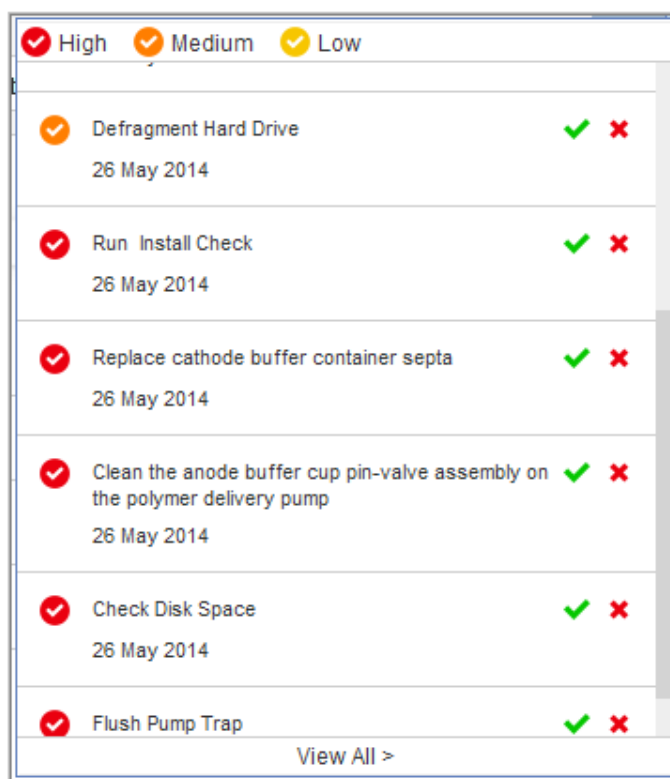 High Medium Low
Defragment Hard Drive
26 May 2014
Run Install Check
26 May 2014
Replace cathode buffer container septa
26 May 2014
Clean the anode buffer cup pin-valve assembly on
the polymer delivery pump
26 May 2014
Check Disk Space
26 May 2014
Flush Pump Trap
View All >